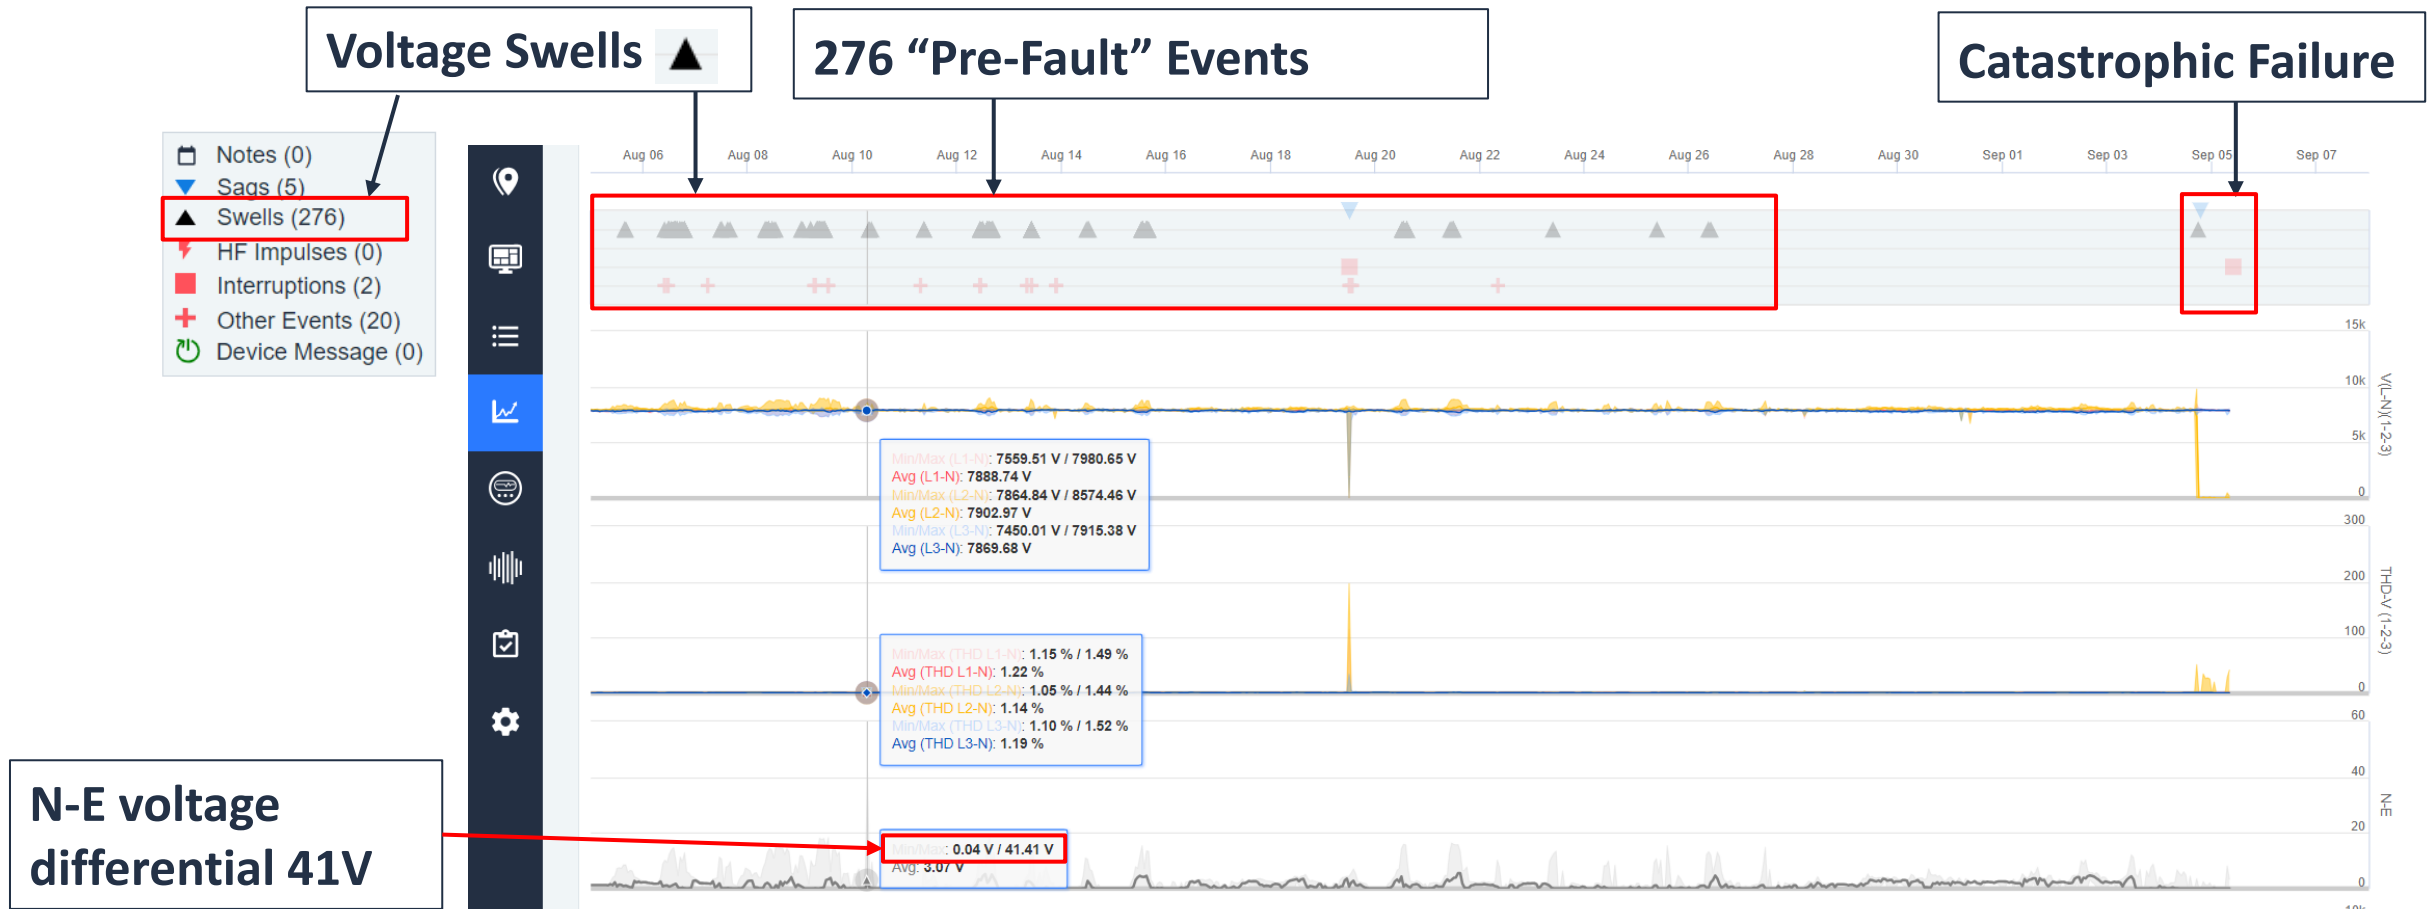 Voltage Swells
276 “Pre-Fault” Events
Catastrophic Failure
Notes (0)
Sags (5)
Swells (276)
HF Impulses (0)
Interruptions (2)
Other Events (20)
Device Message (0)
Aug 06 Aug 08 Aug 10 Aug 12 Aug 14 Aug 16 Aug 18 Aug 20 Aug 22 Aug 24 Aug 26 Aug 28 Aug 30 Sep 01 Sep 03 Sep 05 Sep 07
15k
10k
5k
0
V(L-N)(1-2-3)
Min/Max (L1-N): 7559.51 V / 7980.65 V
Avg (L1-N): 7888.74 V
Min/Max (L2-N): 7864.84 V / 8574.46 V
Avg (L2-N): 7902.97 V
Min/Max (L3-N): 7450.01 V / 7915.38 V
Avg (L3-N): 7869.68 V
300
200
100
0
THD-V (1-2-3)
Min/Max (THD L1-N): 1.15 % / 1.49 %
Avg (THD L1-N): 1.22 %
Min/Max (THD L2-N): 1.05 % / 1.44 %
Avg (THD L2-N): 1.14 %
Min/Max (THD L3-N): 1.10 % / 1.52 %
Avg (THD L3-N): 1.19 %
60
40
20
0
N-E
Min/Max: 0.04 V / 41.41 V
Avg: 3.07 V
N-E voltage
differential 41V